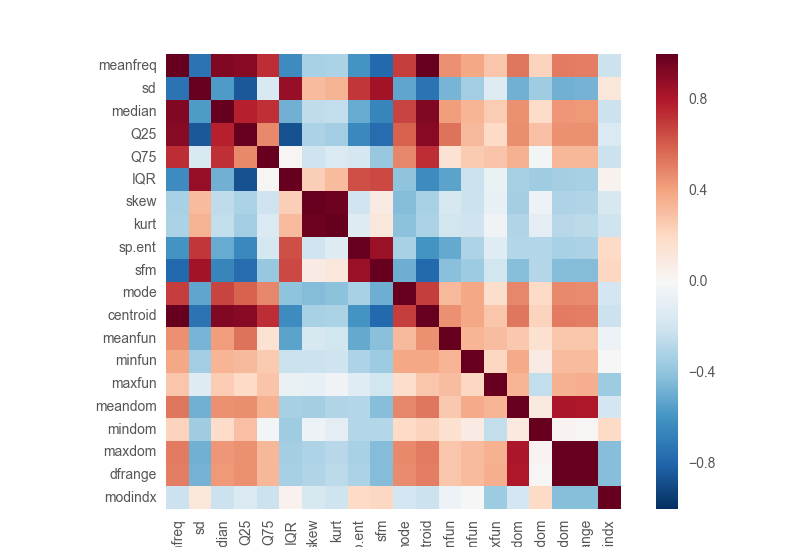 meanfreq
sd
median
Q25
Q75
IQR
skew
kurt
sp.ent
sfm
mode
centroid
meanfun
minfun
maxfun
meandom
mindom
maxdom
dfrange
modindx
0.8
0.4
0.0
−0.4
−0.8
nfreq
sd
dian
Q25
Q75
IQR
skew
kurt
p.ent
sfm
node
troid
nfun
nfun
xfun
dom
dom
dom
ange
indx